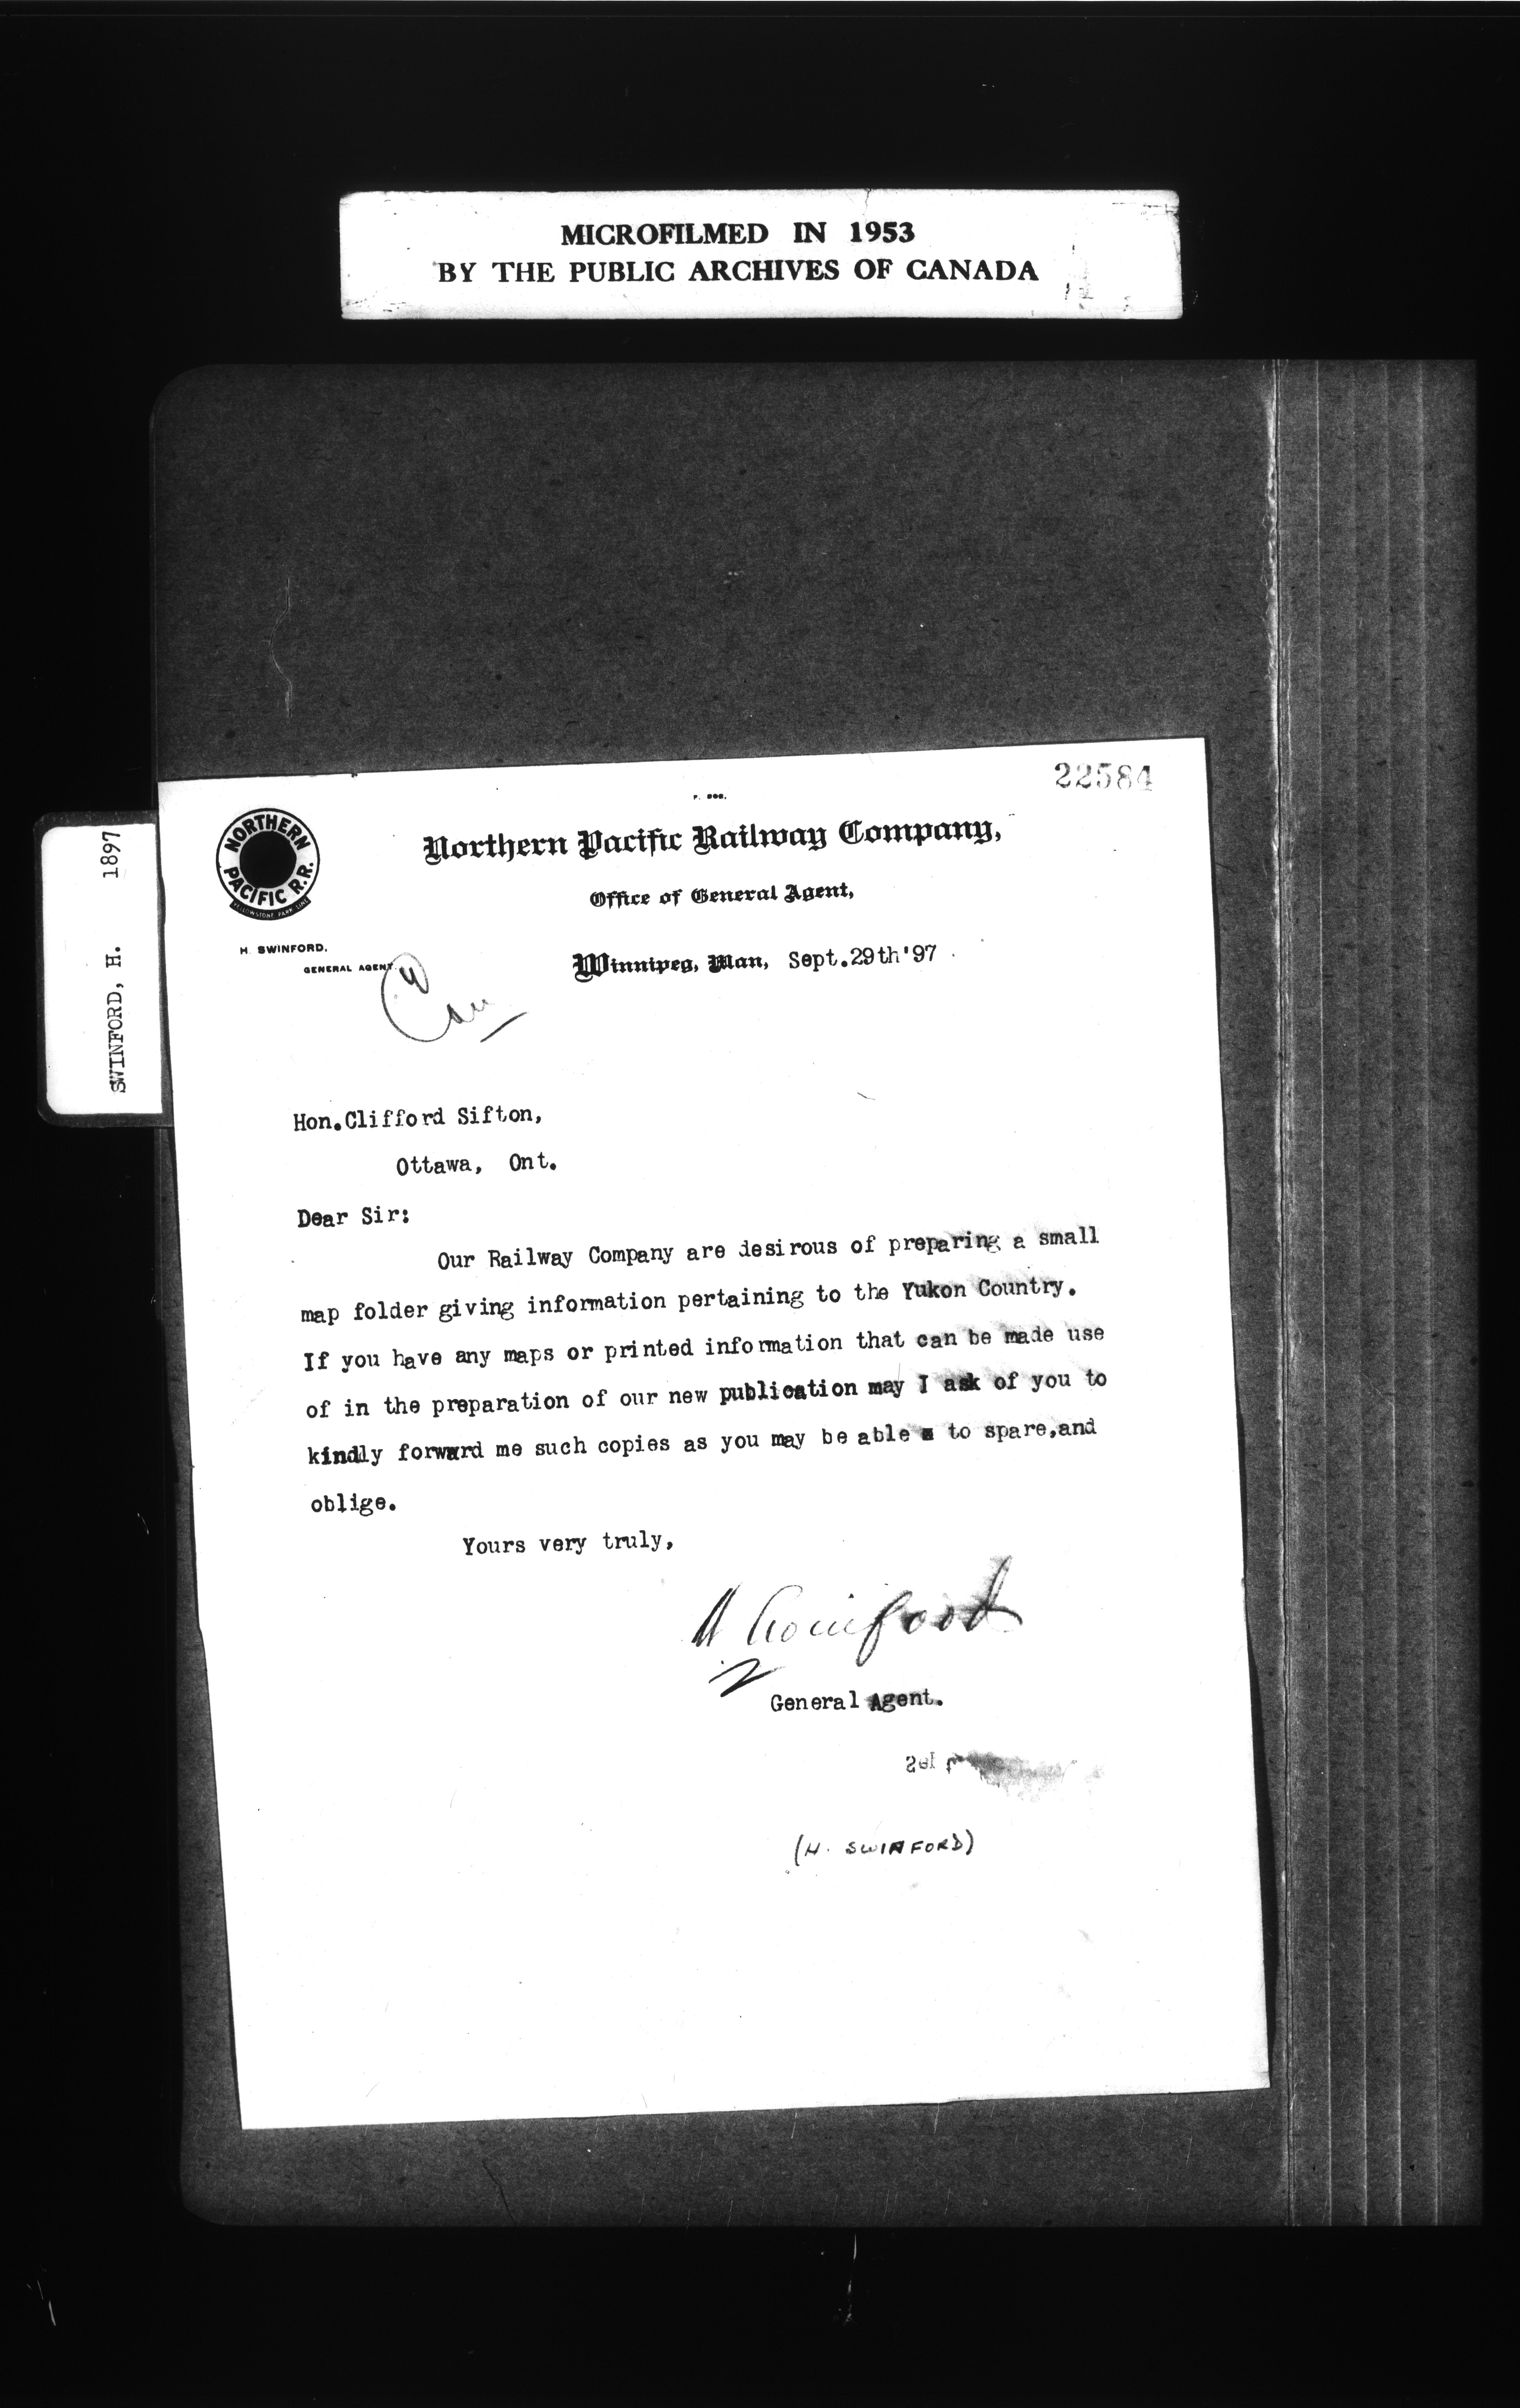 MICROFILMED IN 1953
BY THE PUBLIC ARCHIVES OF CANADA
SWINFORD, H. 1897
22584
NORTHERN PACIFIC R.R.
YELLOWSTONE PARK LINE
Northern Pacific Railway Company,
Office of General Agent,
H. SWINFORD,
GENERAL AGENT.
Winnipeg, Man, Sept.29th'97
Hon.Clifford Sifton,
Ottawa, Ont.
Dear Sir:
Our Railway Company are desirous of preparing a small
map folder giving information pertaining to the Yukon Country.
If you have any maps or printed information that can be made use
of in the preparation of our new publication may I ask of you to
kindly forward me such copies as you may be able to spare,and
oblige.
Yours very truly,
H Swinford
General Agent.
(H. SWINFORD)